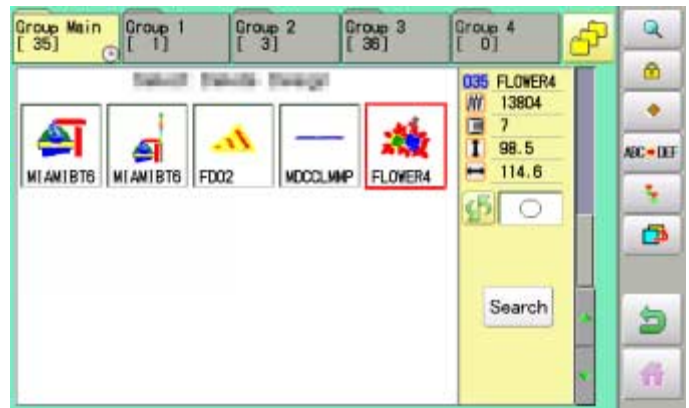 Group Main
[ 35]
Group 1
[ 1]
Group 2
[ 3]
Group 3
[ 36]
Group 4
[ 0]
035 FLOWER4
13804
7
98.5
114.6
MIAMIBT6
MIAMIBT6
FD02
MDCCLMMP
FLOWER4
Search
ABC DEF